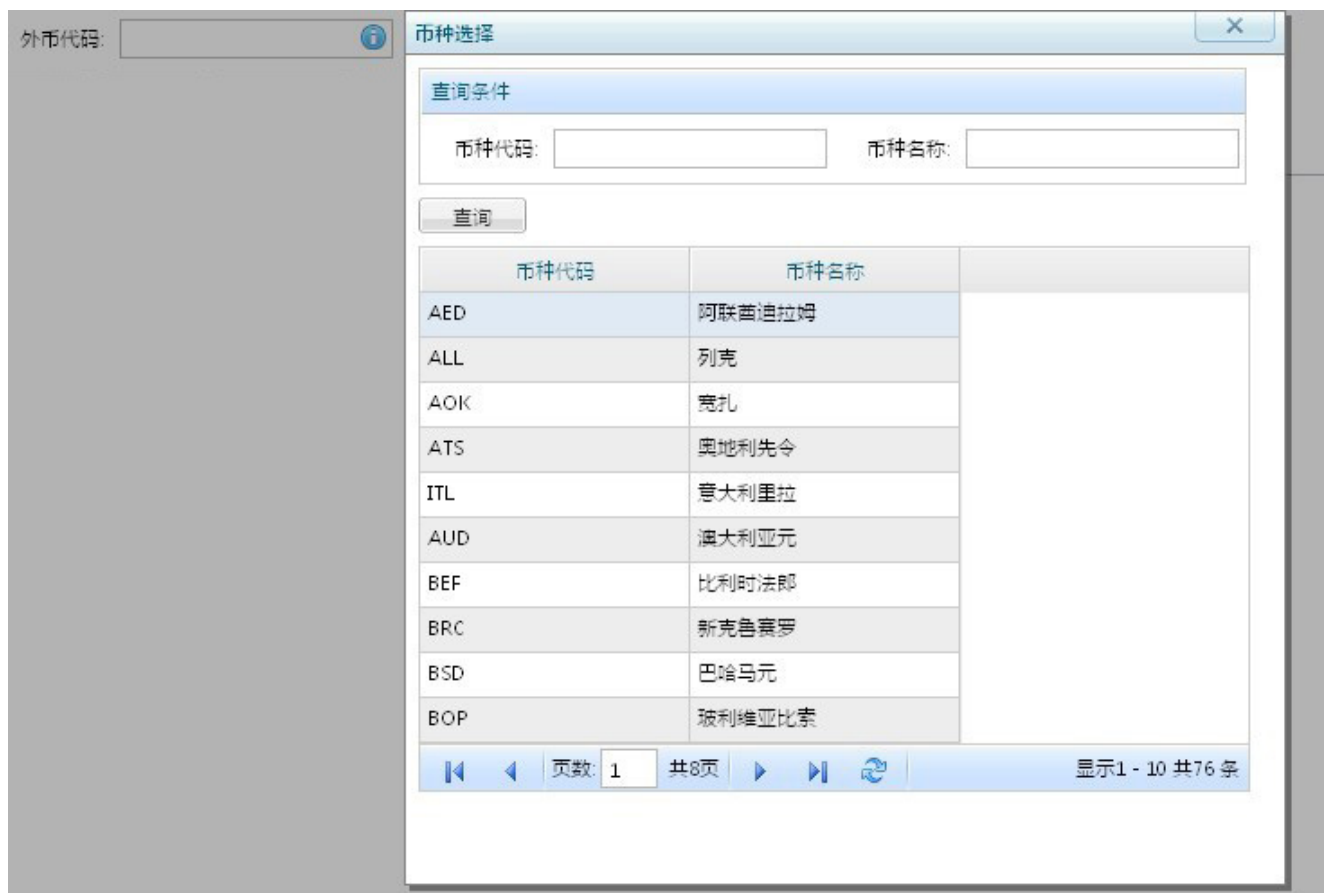 外币代码:
币种选择
查询条件
币种代码: 币种名称:
查询
币种代码 币种名称
AED 阿联酋迪拉姆
ALL 列克
AOK 宽扎
ATS 奥地利先令
ITL 意大利里拉
AUD 澳大利亚元
BEF 比利时法郎
BRC 新克鲁赛罗
BSD 巴哈马元
BOP 玻利维亚比索
页数: 1 共8页 显示1 - 10 共76 条